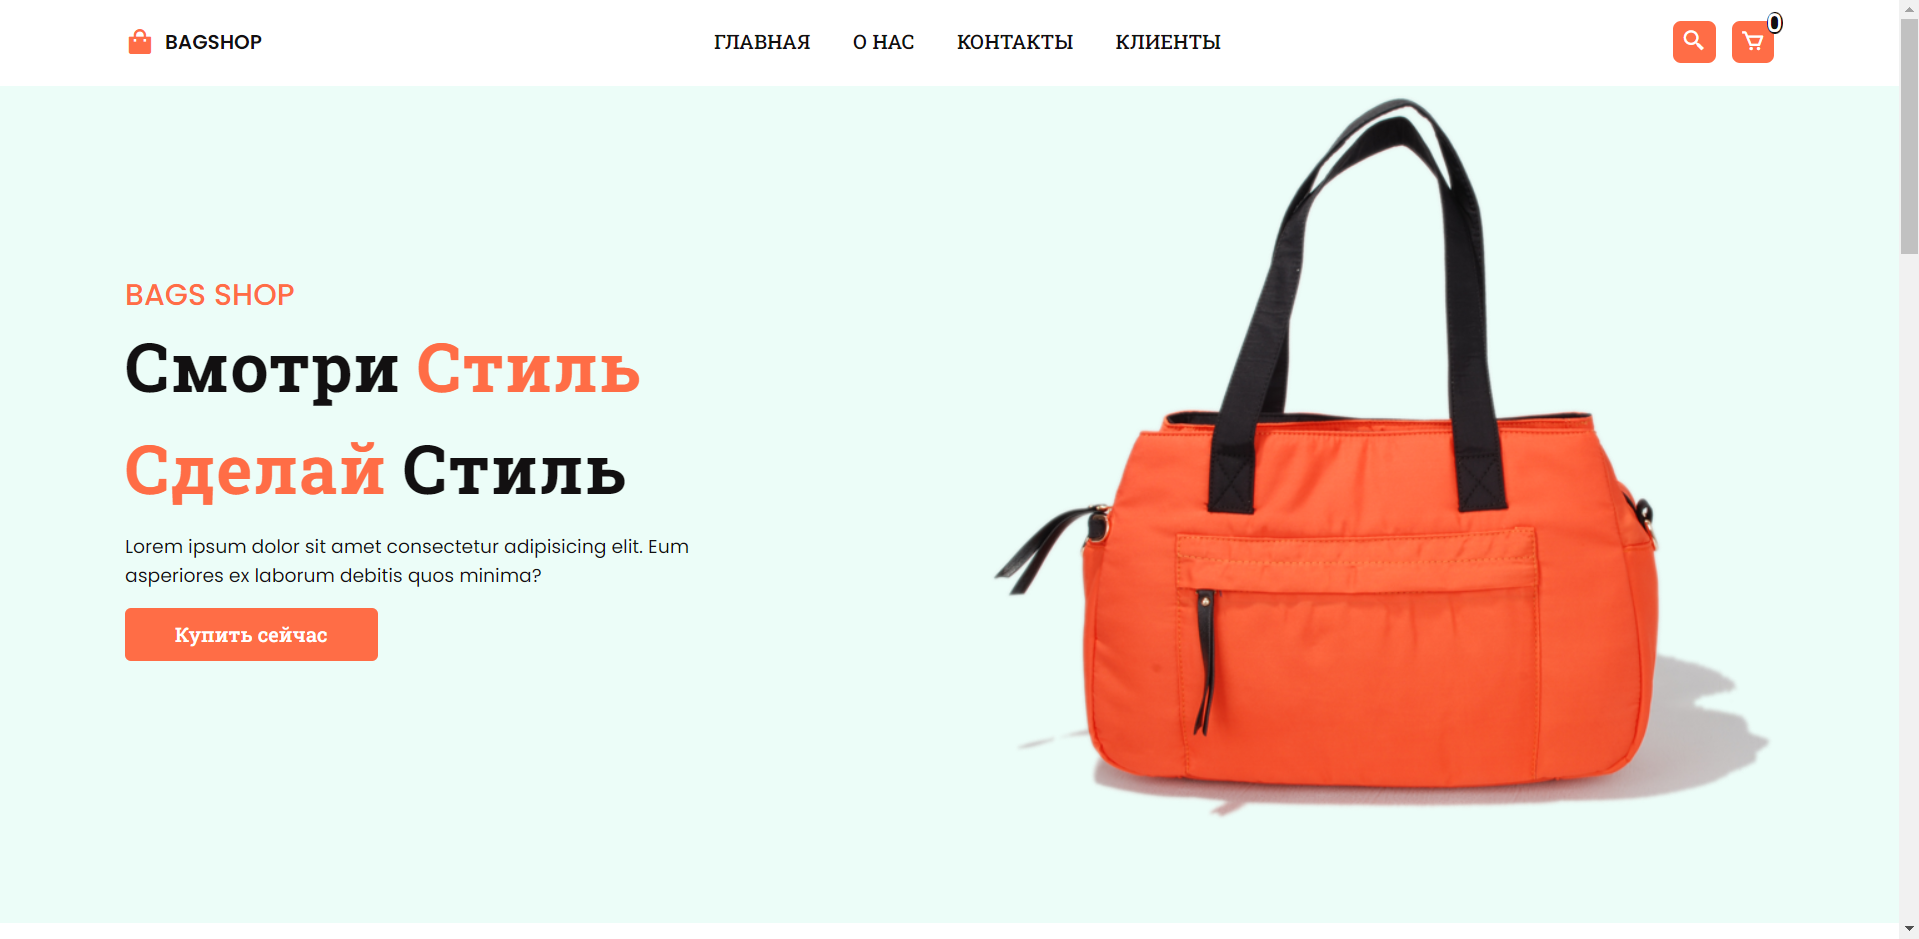 BAGSHOP
ГЛАВНАЯ О НАС КОНТАКТЫ КЛИЕНТЫ
0
BAGS SHOP
Смотри Стиль
Сделай Стиль
Lorem ipsum dolor sit amet consectetur adipisicing elit. Eum
asperiores ex laborum debitis quos minima?
Купить сейчас